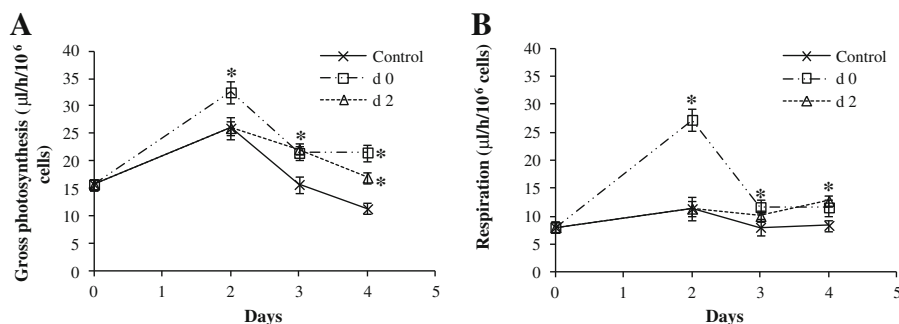 A
Gross photosynthesis ( µl/h/10⁶
cells)
40
35
30
25
20
15
10
5
0
0
1
2
3
4
5
Days
Control
d 0
d 2
*
*
*
*
B
Respiration (µl/h/10⁶ cells)
40
35
30
25
20
15
10
5
0
0
1
2
3
4
5
Days
Control
d 0
d 2
*
*
*